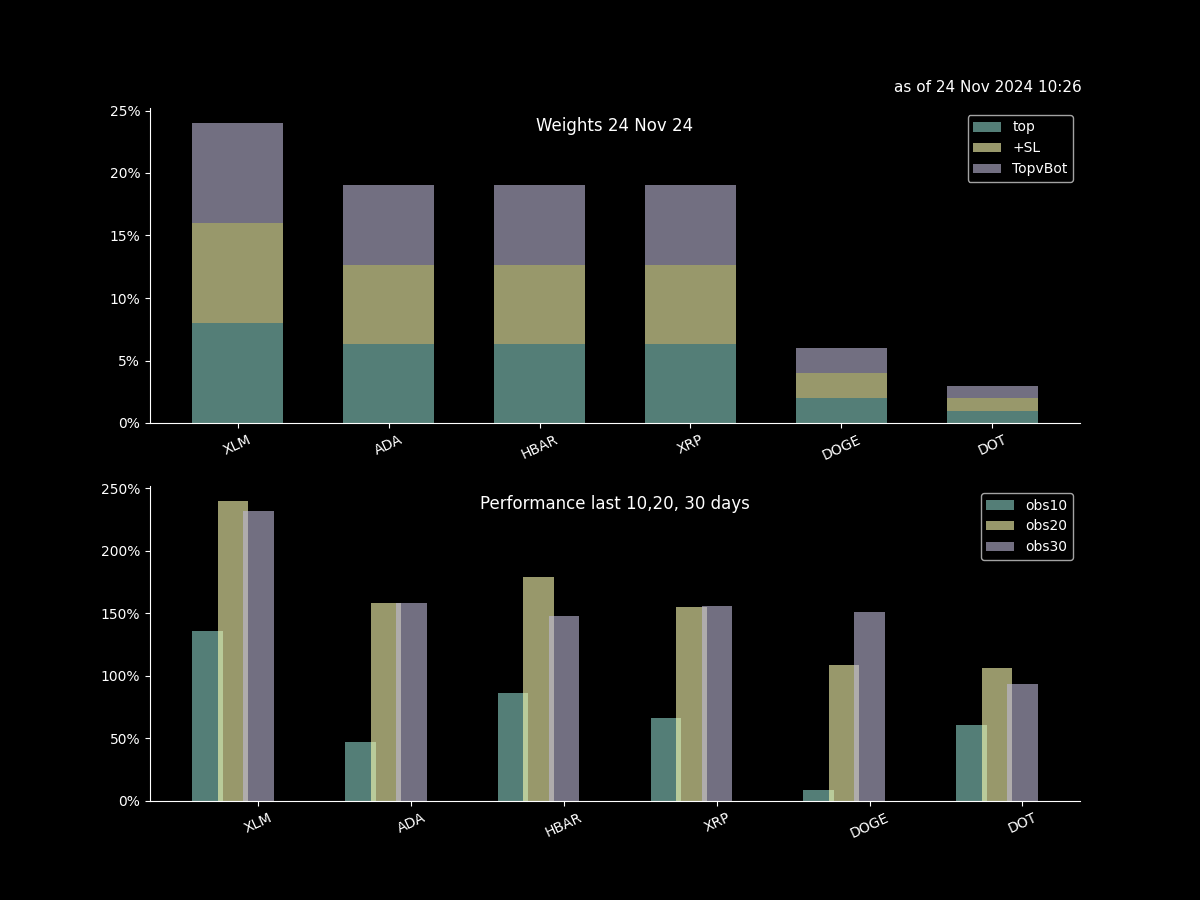 as of 24 Nov 2024 10:26
Weights 24 Nov 24
top
+SL
TopvBot
25%
20%
15%
10%
5%
0%
XLM ADA HBAR XRP DOGE DOT
Performance last 10,20, 30 days
obs10
obs20
obs30
250%
200%
150%
100%
50%
0%
XLM ADA HBAR XRP DOGE DOT